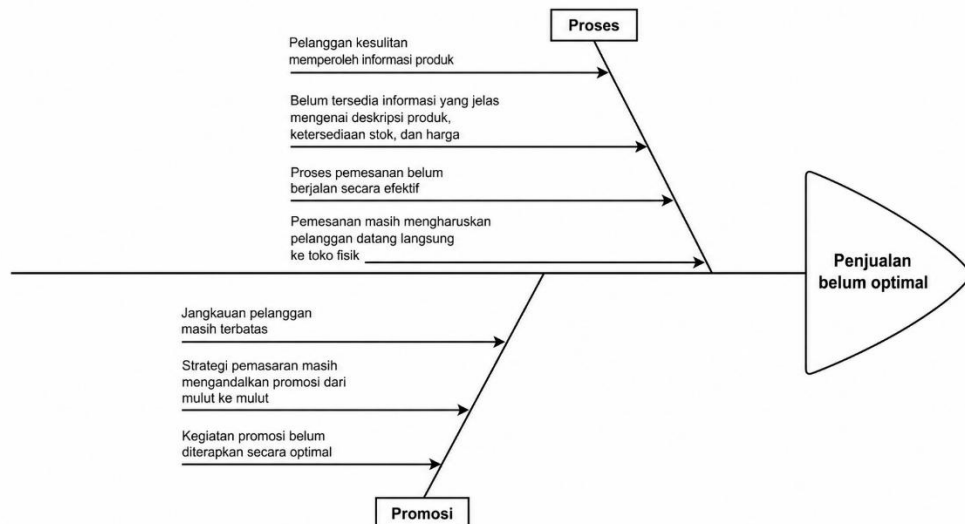 Proses
Pelanggan kesulitan
memperoleh informasi produk
Belum tersedia informasi yang jelas
mengenai deskripsi produk,
ketersediaan stok, dan harga
Proses pemesanan belum
berjalan secara efektif
Pemesanan masih mengharuskan
pelanggan datang langsung
ke toko fisik
Penjualan
belum optimal
Jangkauan pelanggan
masih terbatas
Strategi pemasaran masih
mengandalkan promosi dari
mulut ke mulut
Kegiatan promosi belum
diterapkan secara optimal
Promosi